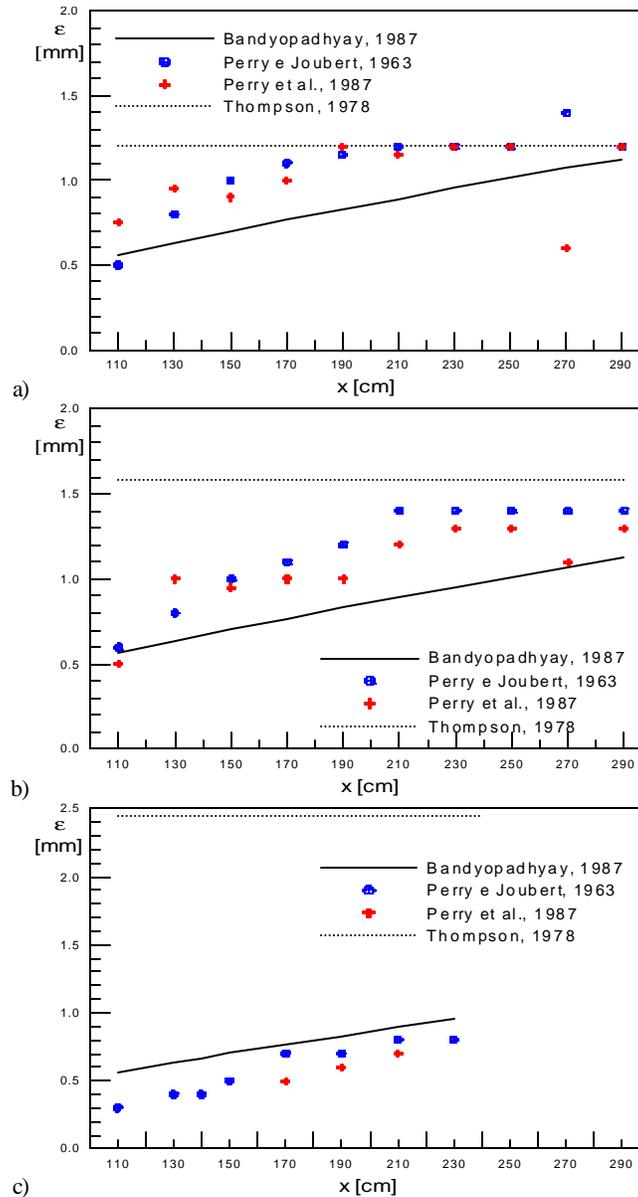 ε
[mm]
2.0
1.5
1.0
0.5
0.0
Bandyopadhyay, 1987
Perry e Joubert, 1963
Perry et al., 1987
Thompson, 1978
110 130 150 170 190 210 230 250 270 290
x [cm]
a)
ε
[mm]
2.0
1.5
1.0
0.5
0.0
Bandyopadhyay, 1987
Perry e Joubert, 1963
Perry et al., 1987
Thompson, 1978
110 130 150 170 190 210 230 250 270 290
x [cm]
b)
ε
[mm]
2.5
2.0
1.5
1.0
0.5
0.0
Bandyopadhyay, 1987
Perry e Joubert, 1963
Perry et al., 1987
Thompson, 1978
110 130 150 170 190 210 230 250 270 290
x [cm]
c)